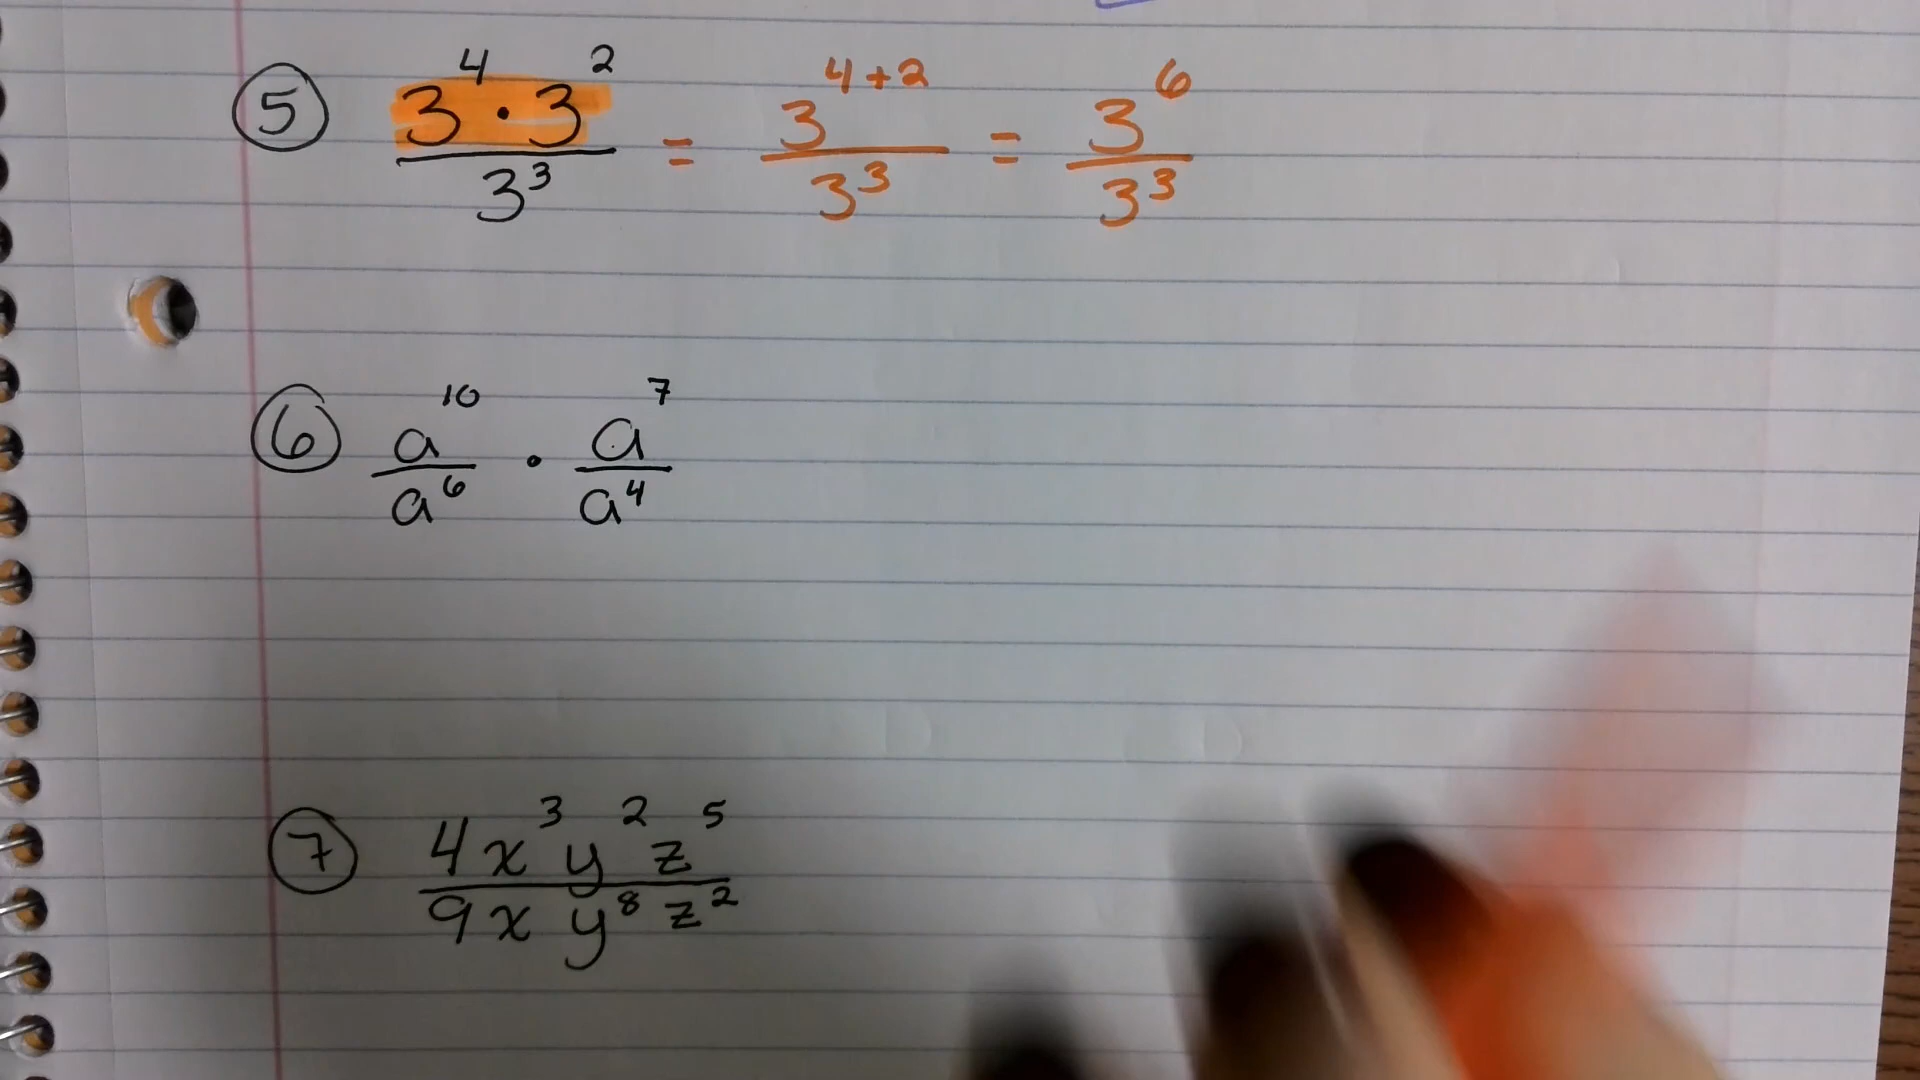 ⑤ 3^4 · 3^2 / 3^3 = 3^(4+2) / 3^3 = 3^6 / 3^3
⑥ a^10 / a^6 · a^7 / a^4
⑦ 4x^3 y^2 z^5 / 9x y^8 z^2